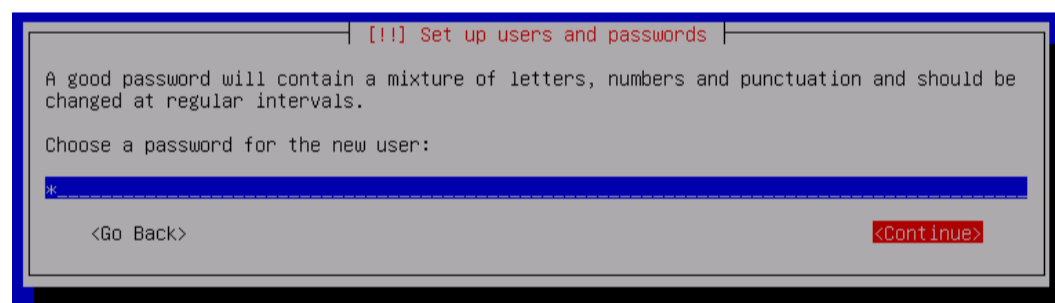 [!!] Set up users and passwords
A good password will contain a mixture of letters, numbers and punctuation and should be
changed at regular intervals.
Choose a password for the new user:
*_______________________________________________________________________________________
<Go Back> <Continue>